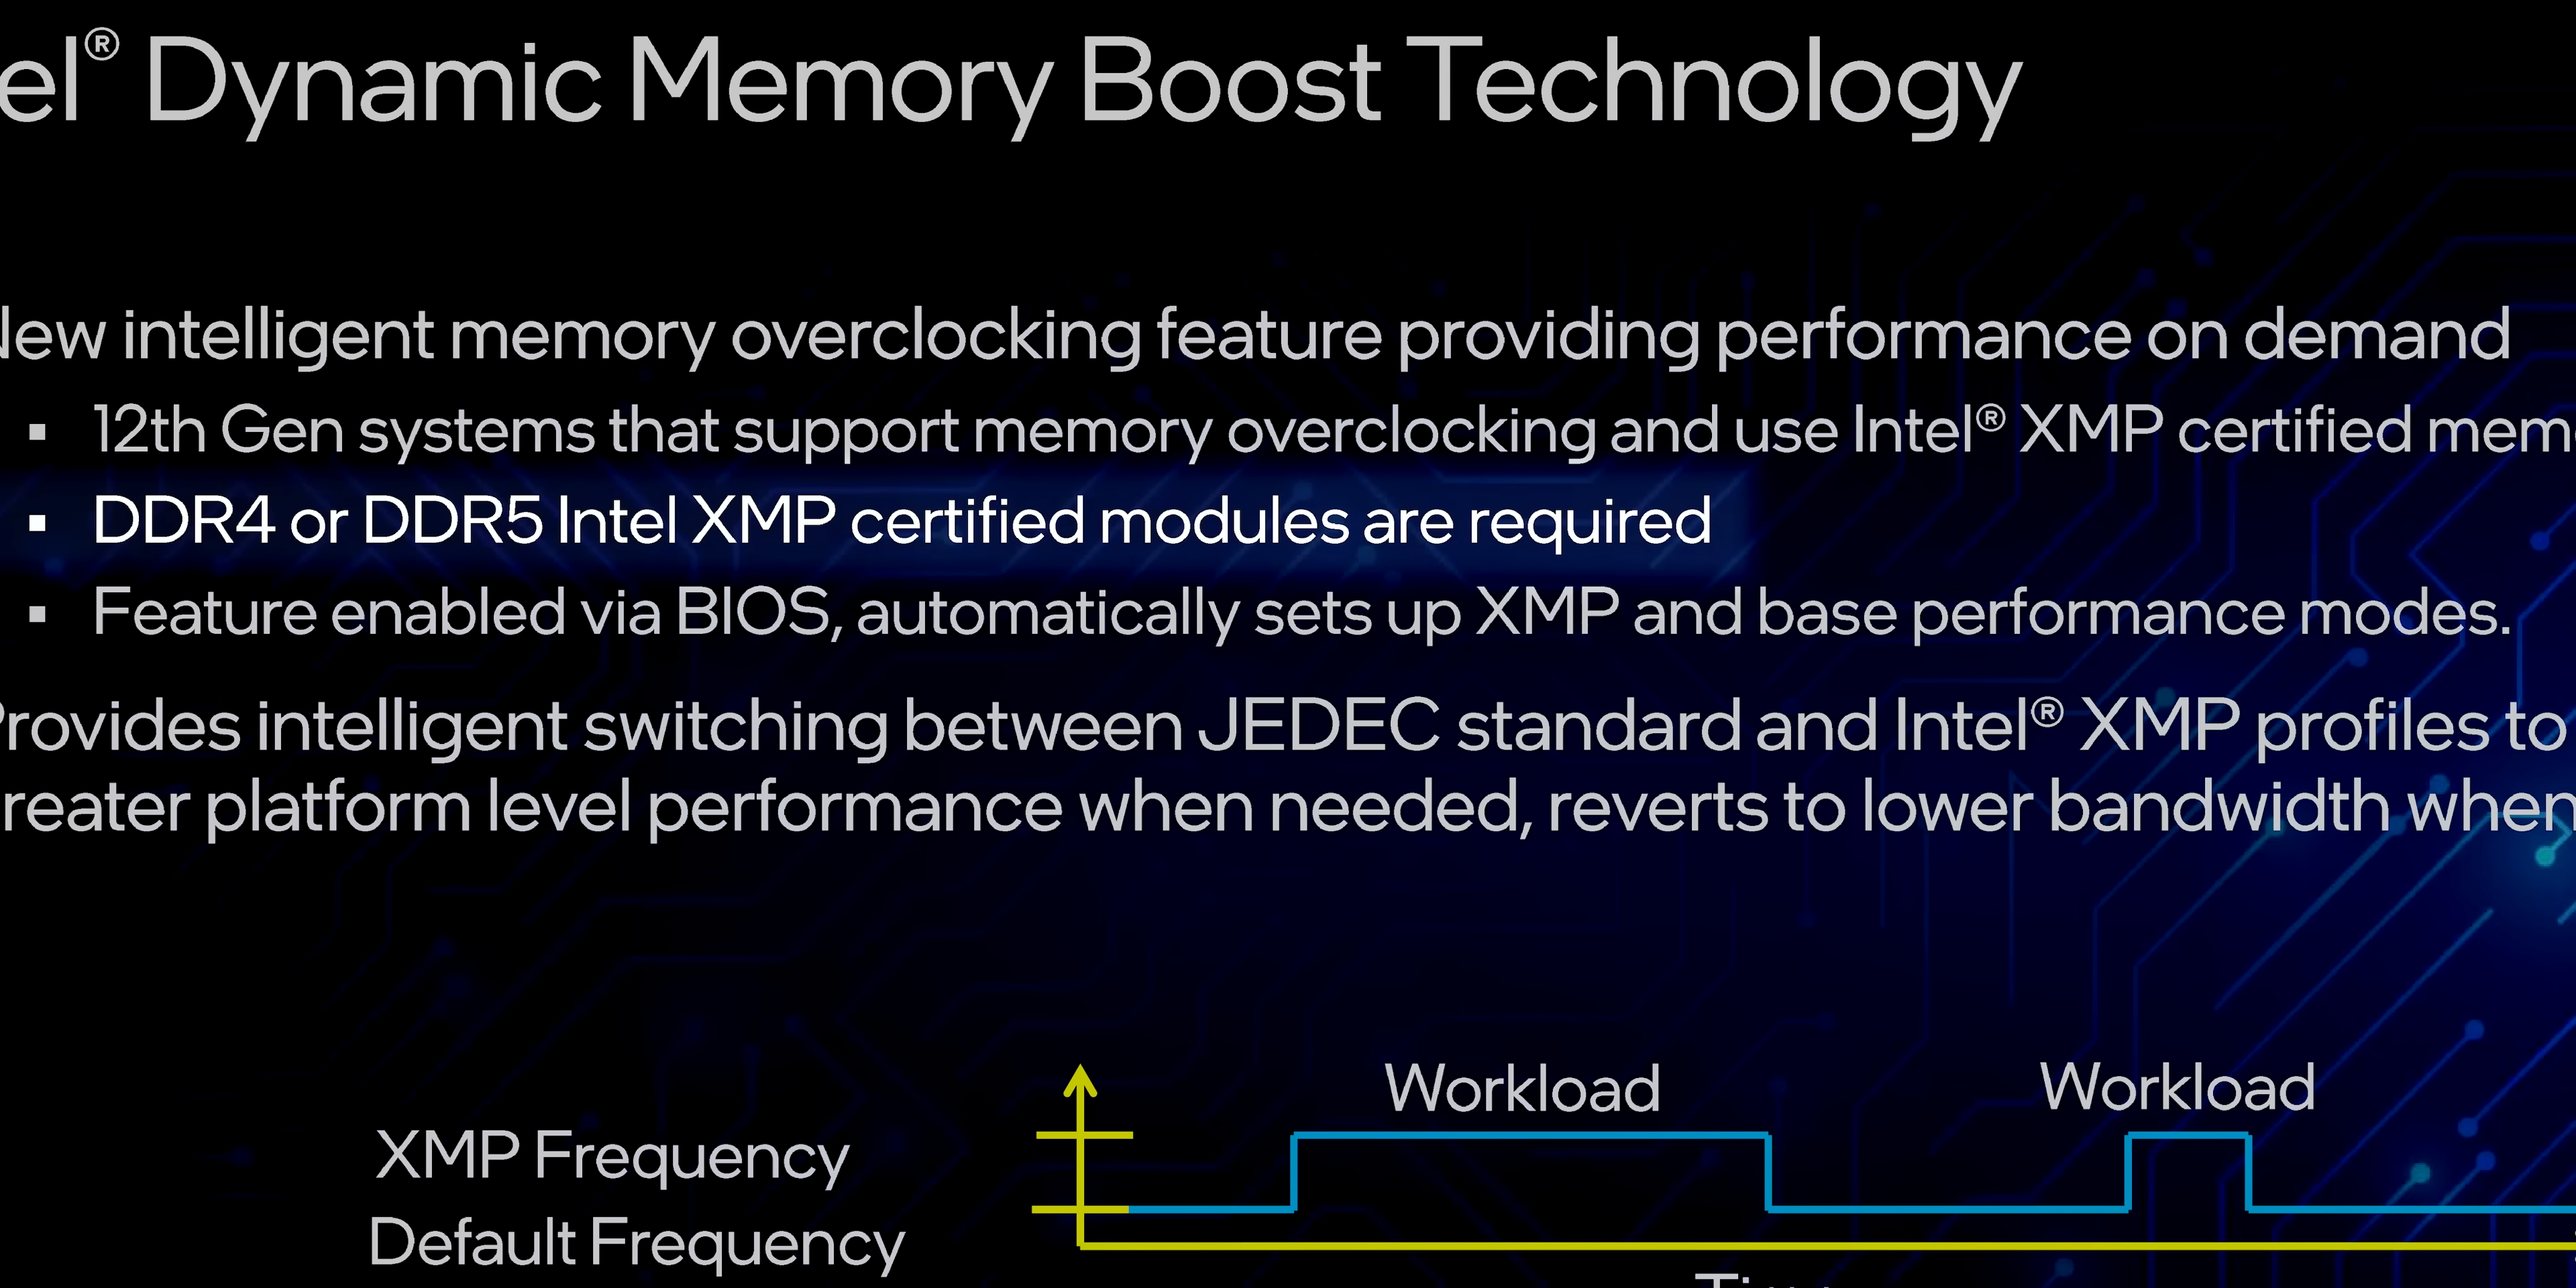 el® Dynamic Memory Boost Technology
New intelligent memory overclocking feature providing performance on demand
▪ 12th Gen systems that support memory overclocking and use Intel® XMP certified mem
▪ DDR4 or DDR5 Intel XMP certified modules are required
▪ Feature enabled via BIOS, automatically sets up XMP and base performance modes.
Provides intelligent switching between JEDEC standard and Intel® XMP profiles to
reater platform level performance when needed, reverts to lower bandwidth when
Workload
Workload
XMP Frequency
Default Frequency